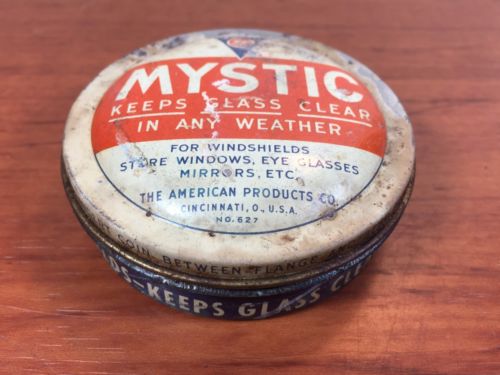 MYSTIC
KEEPS GLASS CLEAR
IN ANY WEATHER
FOR WINDSHIELDS
STORE WINDOWS, EYE GLASSES
MIRRORS, ETC.
THE AMERICAN PRODUCTS CO.
CINCINNATI, O., U.S.A.
NO. 627
COIN BETWEEN FLANGE
—KEEPS GLASS